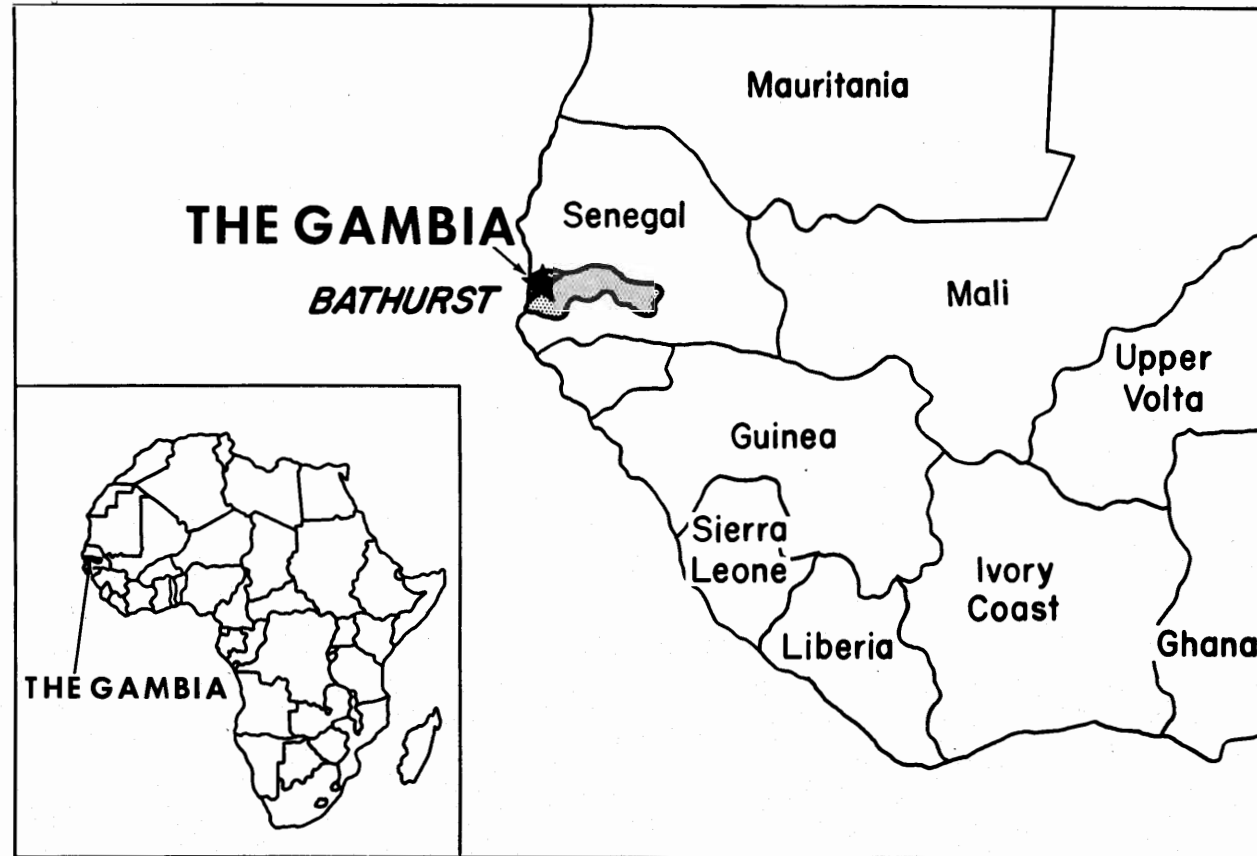 Mauritania
THE GAMBIA
Senegal
BATHURST
Mali
Upper
Volta
Guinea
Sierra
Leone
Ivory
Coast
Liberia
Ghana
THE GAMBIA